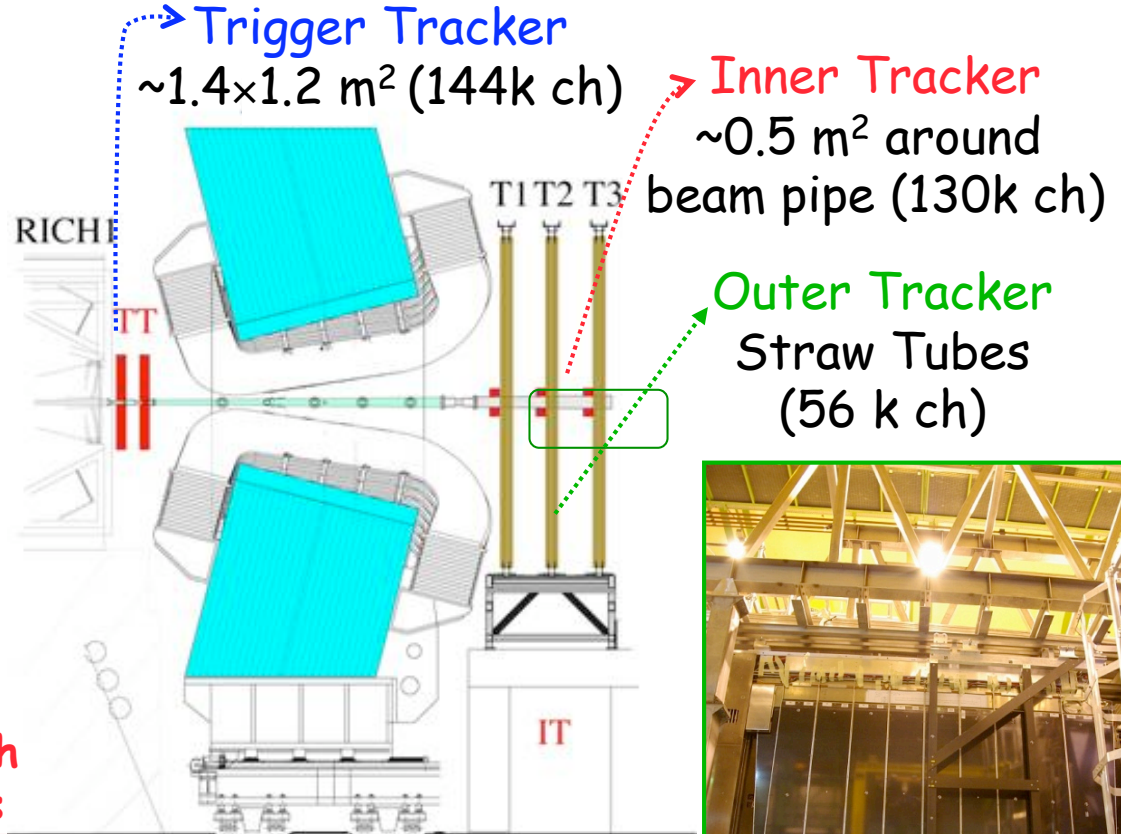 Trigger Tracker
~1.4×1.2 m² (144k ch)
Inner Tracker
~0.5 m² around
beam pipe (130k ch)
T1 T2 T3
RICH1
Outer Tracker
Straw Tubes
(56 k ch)
TT
IT